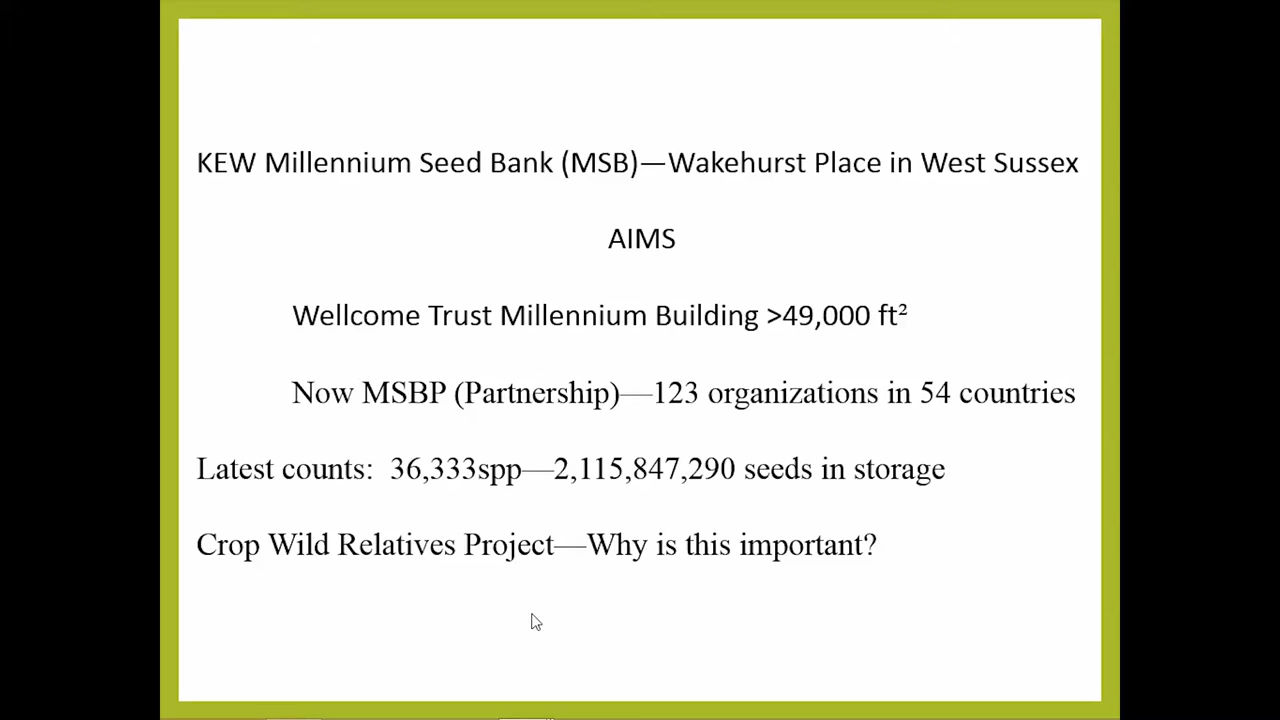 KEW Millennium Seed Bank (MSB)—Wakehurst Place in West Sussex
AIMS
Wellcome Trust Millennium Building >49,000 ft²
Now MSBP (Partnership)—123 organizations in 54 countries
Latest counts: 36,333spp—2,115,847,290 seeds in storage
Crop Wild Relatives Project—Why is this important?